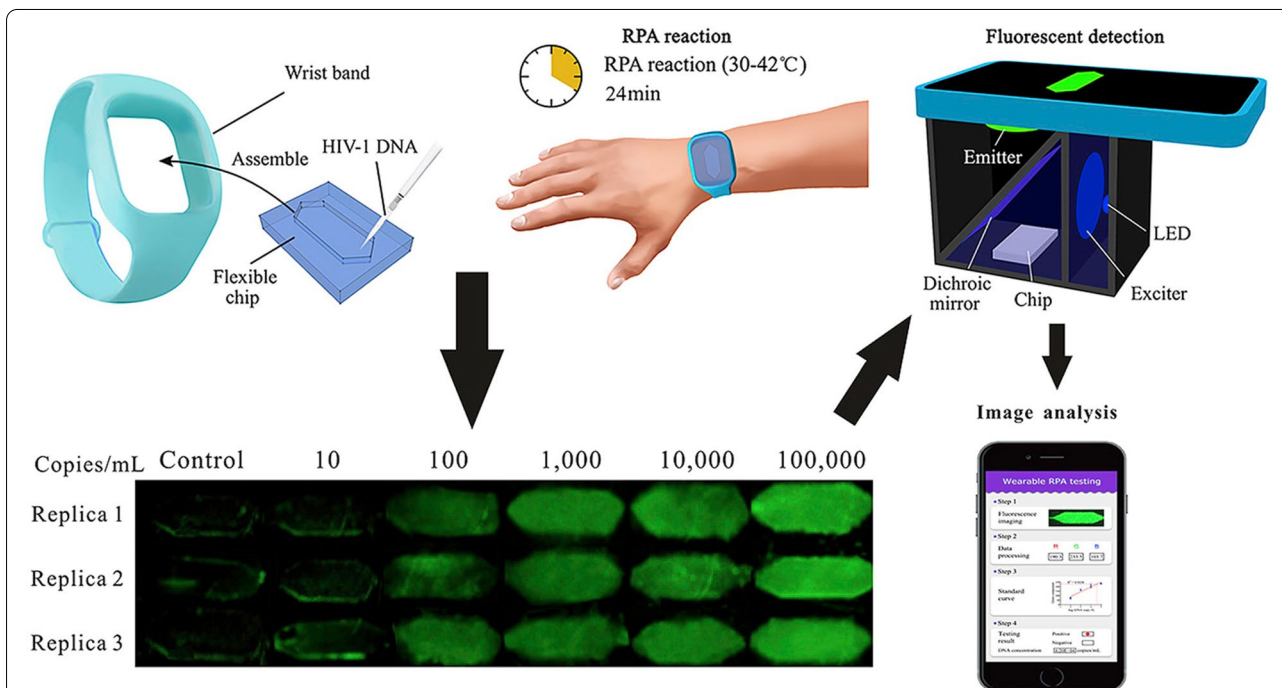 Wrist band
Assemble
HIV-1 DNA
Flexible
chip
RPA reaction
RPA reaction (30-42℃)
24min
Fluorescent detection
Emitter
LED
Dichroic
mirror
Chip
Exciter
Copies/mL Control 10 100 1,000 10,000 100,000
Replica 1
Replica 2
Replica 3
Image analysis
Wearable RPA testing
Step 1
Fluorescence
imaging
Step 2
Data
processing
Step 3
Standard
curve
Step 4
Testing
result
Positive
Negative
DNA concentration
copies/mL